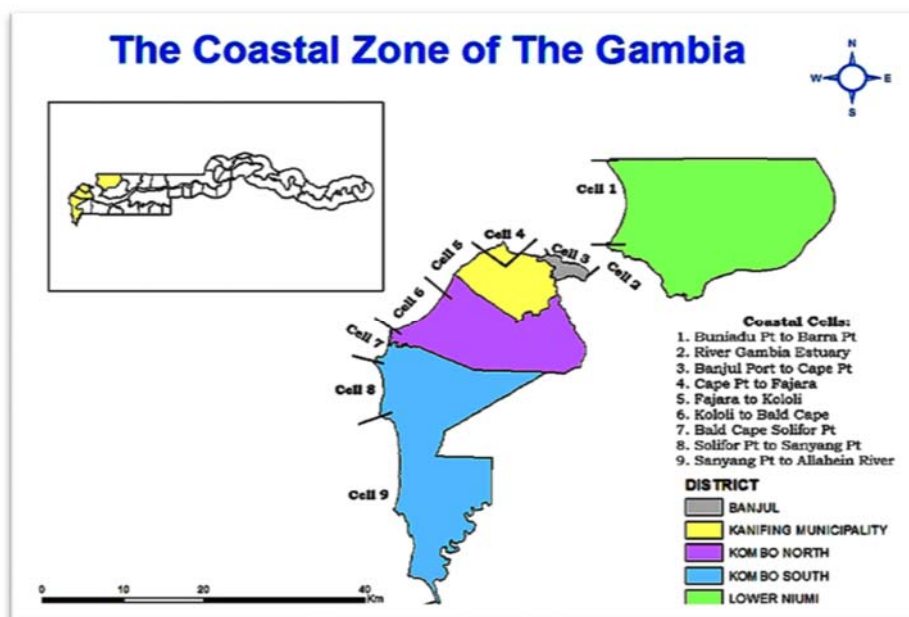 The Coastal Zone of The Gambia
N
W E
S
Cell 1
Cell 4
Cell 3
Cell 5
Cell 2
Cell 6
Cell 7
Cell 8
Cell 9
Coastal Cells:
1. Buniadu Pt to Barra Pt
2. River Gambia Estuary
3. Banjul Port to Cape Pt
4. Cape Pt to Fajara
5. Fajara to Kololi
6. Kololi to Bald Cape
7. Bald Cape Solifor Pt
8. Solifor Pt to Sanyang Pt
9. Sanyang Pt to Allahein River
DISTRICT
BANJUL
KANIFING MUNICIPALITY
KOMBO NORTH
KOMBO SOUTH
LOWER NIUMI
0 10 20 40
Km